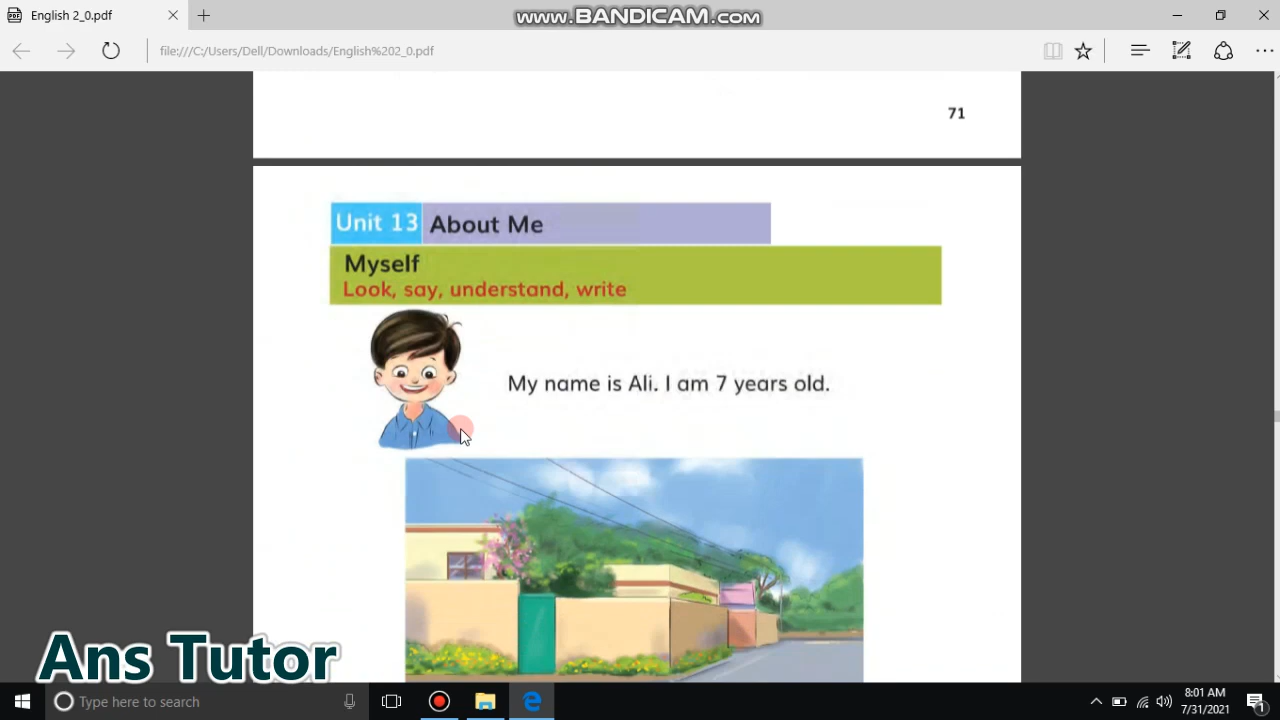 English 2_0.pdf
www.BANDICAM.com
file:///C:/Users/Dell/Downloads/English%202_0.pdf
71
Unit 13 About Me
Myself
Look, say, understand, write
My name is Ali. I am 7 years old.
Ans Tutor
Type here to search
8:01 AM
7/31/2021
1